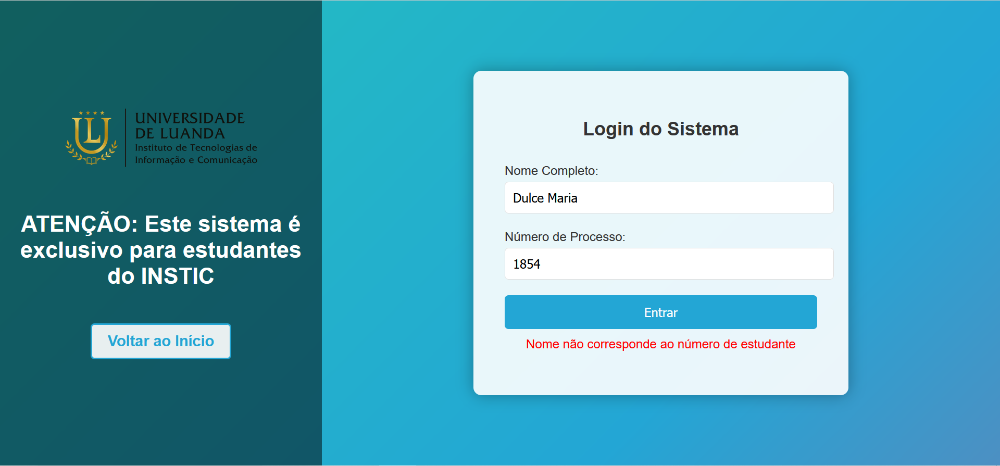 UNIVERSIDADE
DE LUANDA
Instituto de Tecnologias de
Informação e Comunicação
ATENÇÃO: Este sistema é
exclusivo para estudantes
do INSTIC
Voltar ao Início
Login do Sistema
Nome Completo:
Dulce Maria
Número de Processo:
1854
Entrar
Nome não corresponde ao número de estudante